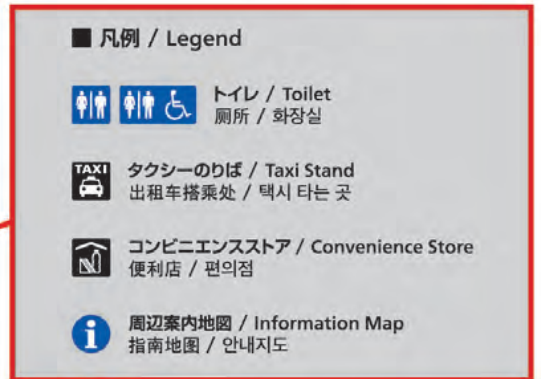 ■ 凡例 / Legend
トイレ / Toilet
厕所 / 화장실
TAXI
タクシーのりば / Taxi Stand
出租车搭乘处 / 택시 타는 곳
コンビニエンスストア / Convenience Store
便利店 / 편의점
i
周辺案内地図 / Information Map
指南地图 / 안내지도